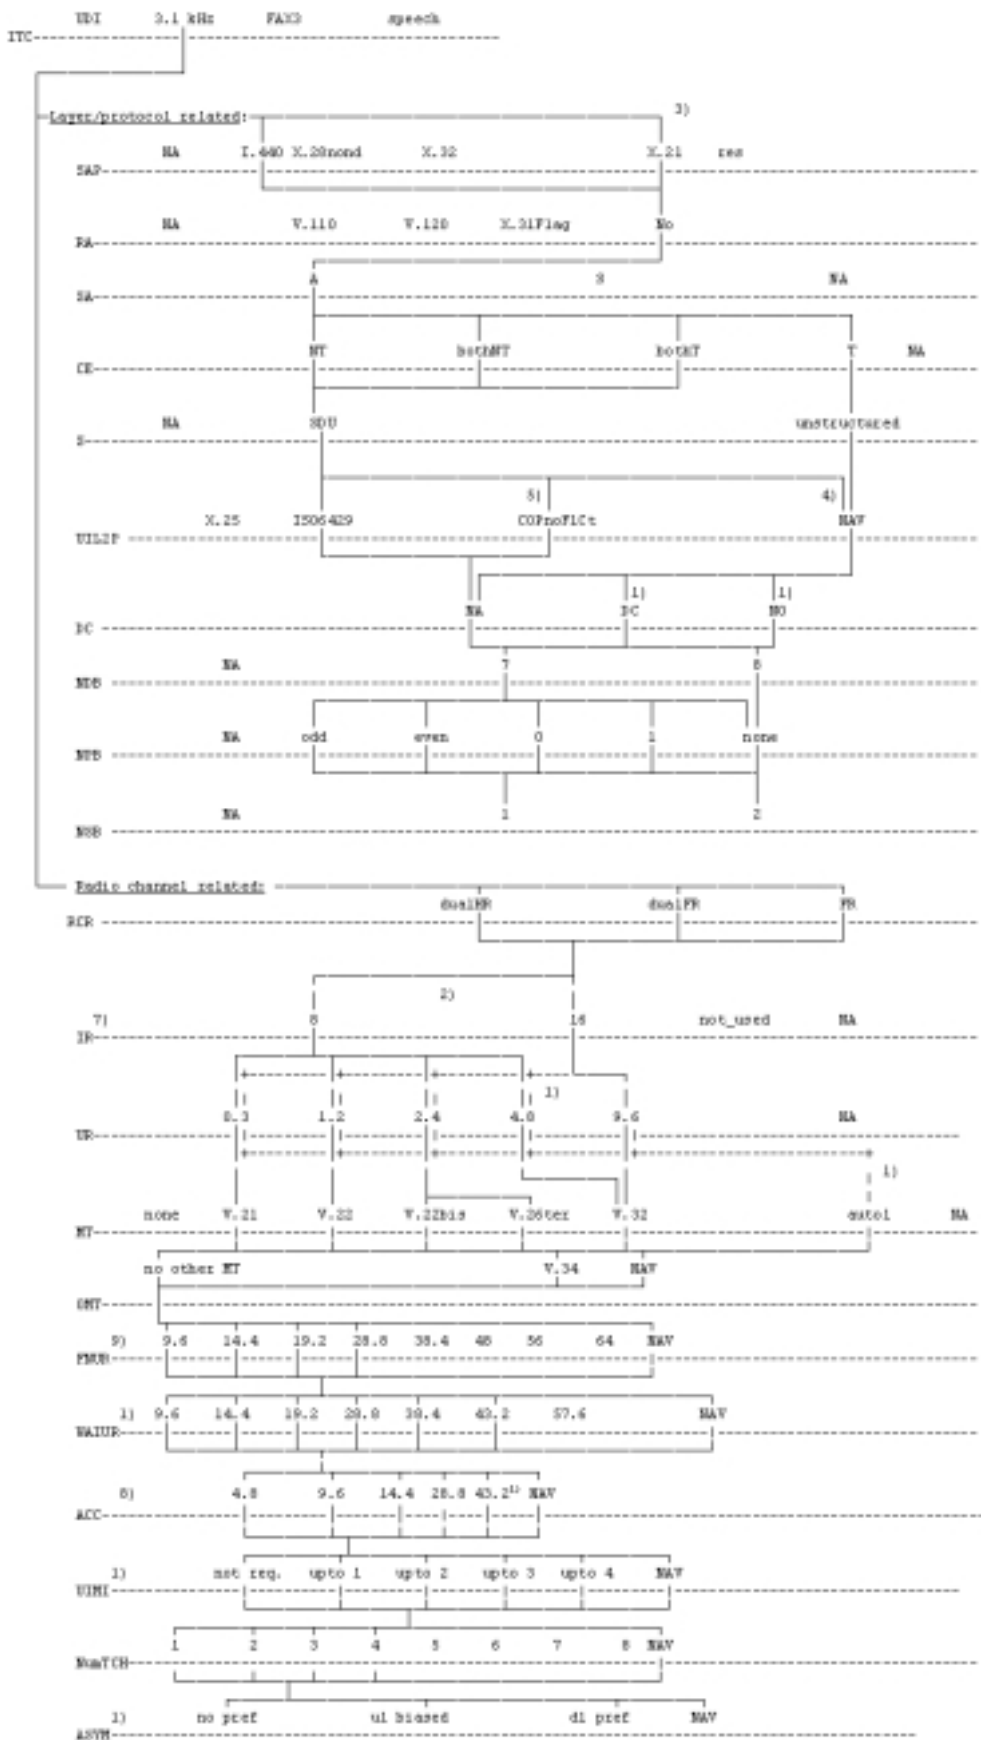 UDI 3.1 kHz FAX3 speech
ITC
Layer/protocol related:
3)
NA I.440 X.28nond X.32 X.21 res
SAP
NA V.110 V.120 X.31Flag No
RA
A S NA
SA
NT bothNT bothT T NA
CE
NA SDU unstructured
S
5) 4)
X.25 ISO6429 COPnoFlCt NAV
UIL2P
1) 1)
NA DC NO
DC
NA 7 8
NDB
NA odd even 0 1 none
NPB
NA 1 2
NSB
Radio channel related:
dualHR dualFR FR
RCR
2)
7) 8 16 not_used NA
IR
1)
0.3 1.2 2.4 4.8 9.6 NA
UR
1)
none V.21 V.22 V.22bis V.26ter V.32 auto1 NA
MT
no other MT V.34 NAV
OMT
9) 9.6 14.4 19.2 28.8 38.4 48 56 64 NAV
FNUR
1) 9.6 14.4 19.2 28.8 38.4 43.2 57.6 NAV
WAIUR
8) 4.8 9.6 14.4 28.8 43.2¹⁾ NAV
ACC
1) not req. upto 1 upto 2 upto 3 upto 4 NAV
UIMI
1 2 3 4 5 6 7 8 NAV
NumTCH
1) no pref ul biased dl pref NAV
ASYM